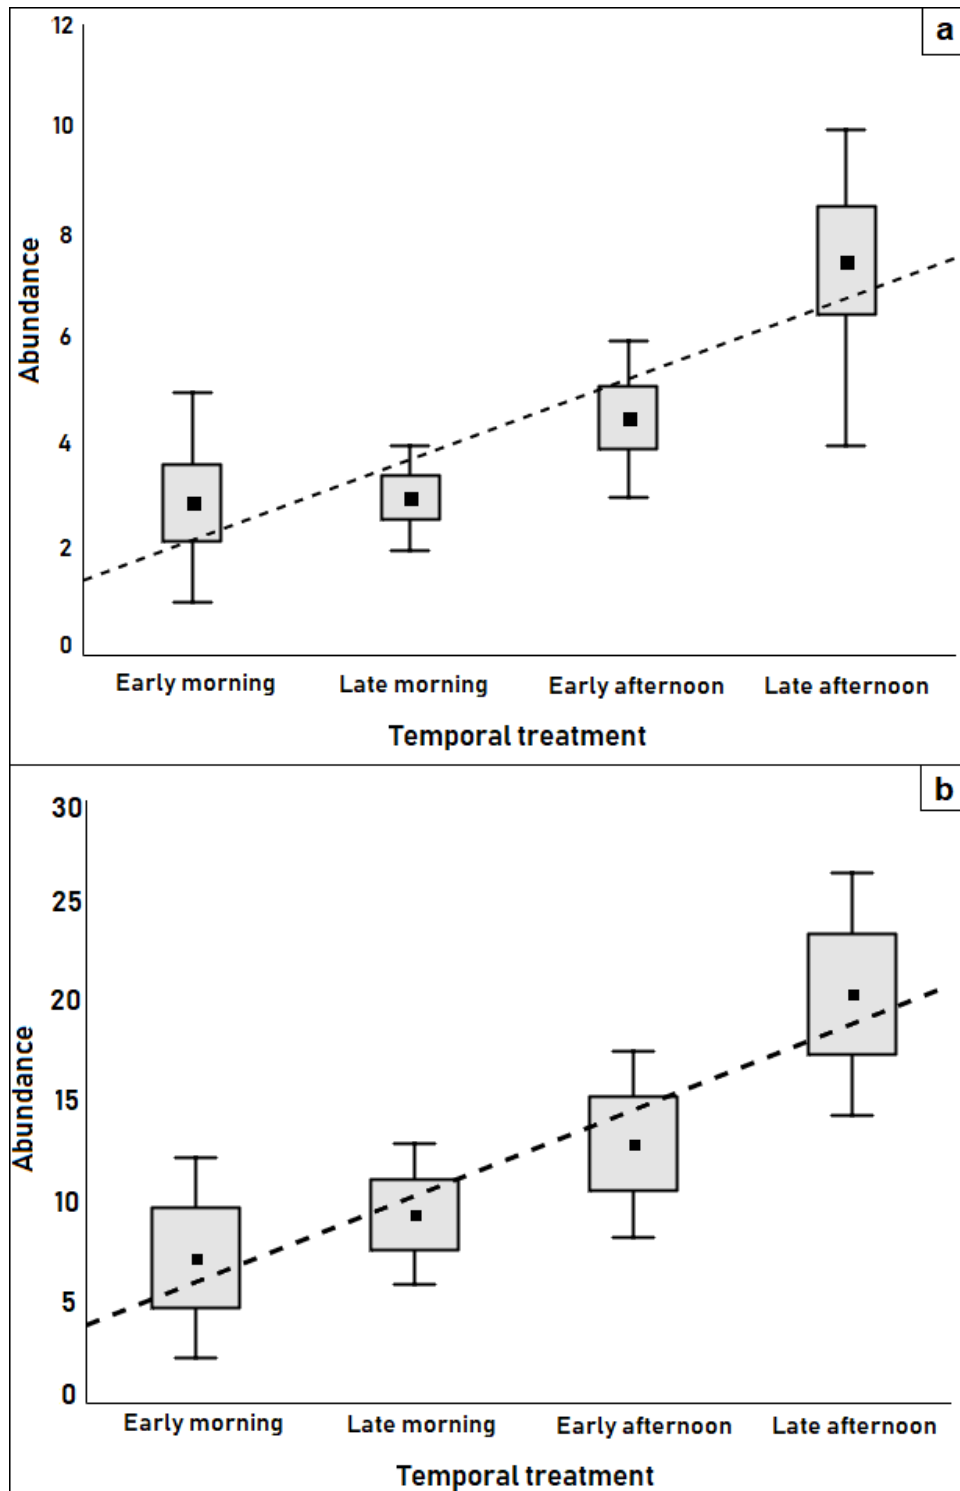 a
12
10
8
6
4
2
0
Abundance
Early morning Late morning Early afternoon Late afternoon
Temporal treatment
b
30
25
20
15
10
5
0
Abundance
Early morning Late morning Early afternoon Late afternoon
Temporal treatment